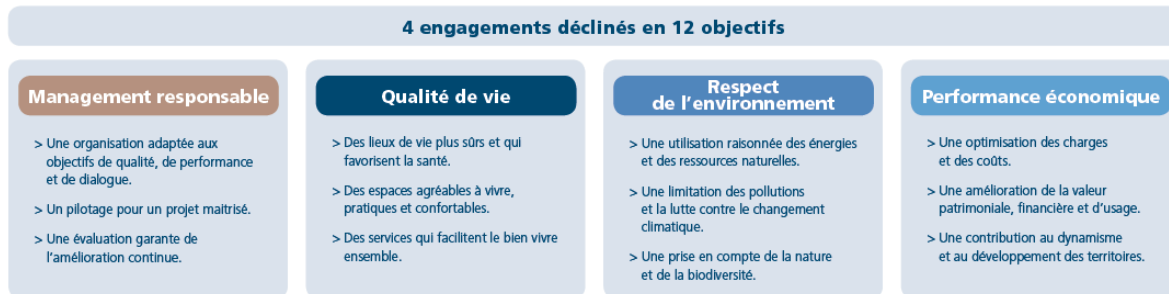 4 engagements déclinés en 12 objectifs
Management responsable
> Une organisation adaptée aux
objectifs de qualité, de performance
et de dialogue.
> Un pilotage pour un projet maitrisé.
> Une évaluation garante de
l’amélioration continue.
Qualité de vie
> Des lieux de vie plus sûrs et qui
favorisent la santé.
> Des espaces agréables à vivre,
pratiques et confortables.
> Des services qui facilitent le bien vivre
ensemble.
Respect
de l’environnement
> Une utilisation raisonnée des énergies
et des ressources naturelles.
> Une limitation des pollutions
et la lutte contre le changement
climatique.
> Une prise en compte de la nature
et de la biodiversité.
Performance économique
> Une optimisation des charges
et des coûts.
> Une amélioration de la valeur
patrimoniale, financière et d’usage.
> Une contribution au dynamisme
et au développement des territoires.